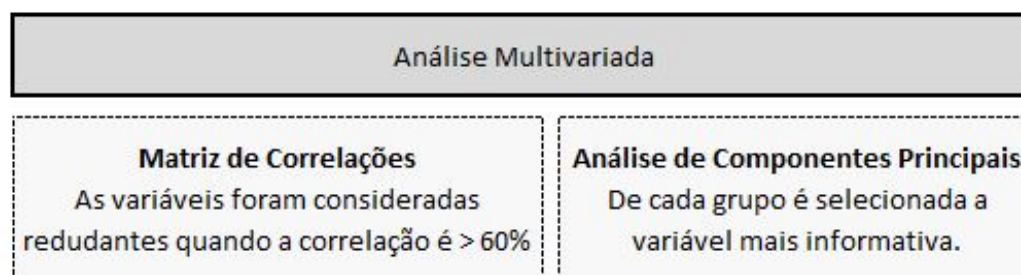 Análise Multivariada
Matriz de Correlações
As variáveis foram consideradas
redudantes quando a correlação é > 60%
Análise de Componentes Principais
De cada grupo é selecionada a
variável mais informativa.